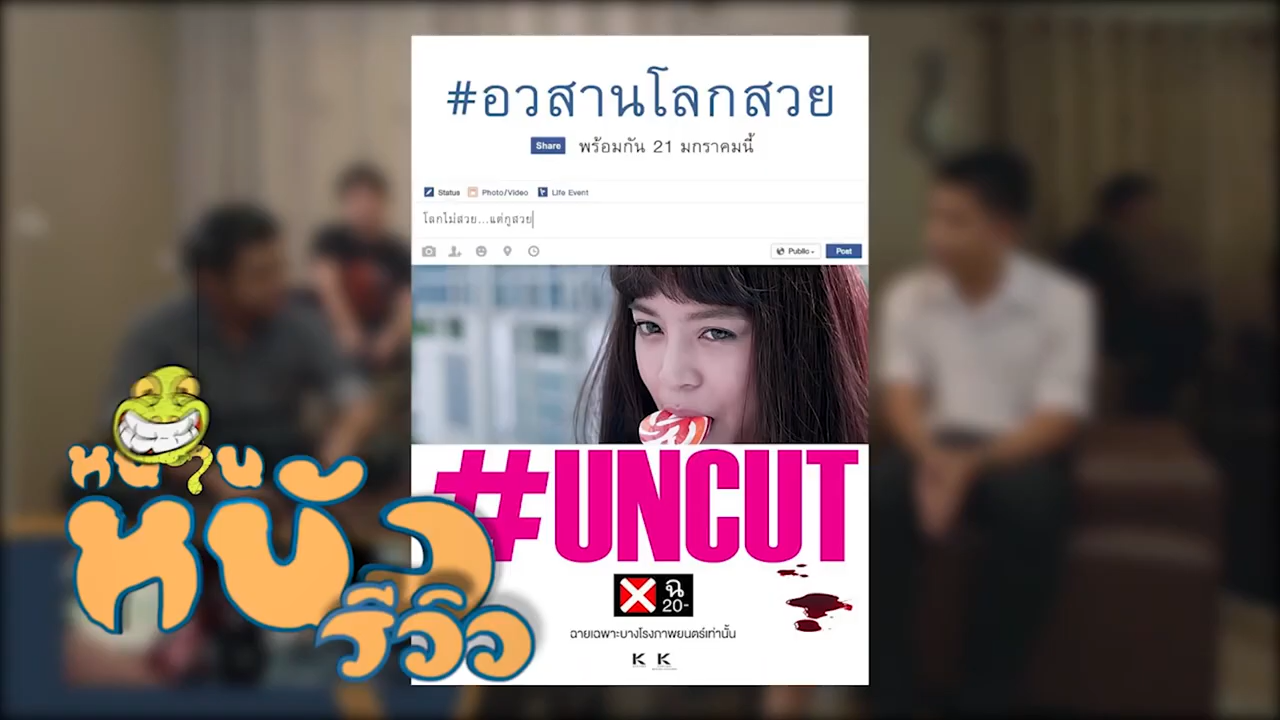 #อวสานโลกสวย
Share พร้อมกัน 21 มกราคมนี้
Status Photo/Video Life Event
โลกไม่สวย...แต่กูสวย
Public Post
#UNCUT
ฉ
20-
ฉายเฉพาะบางโรงภาพยนตร์เท่านั้น
K K
รีวิว